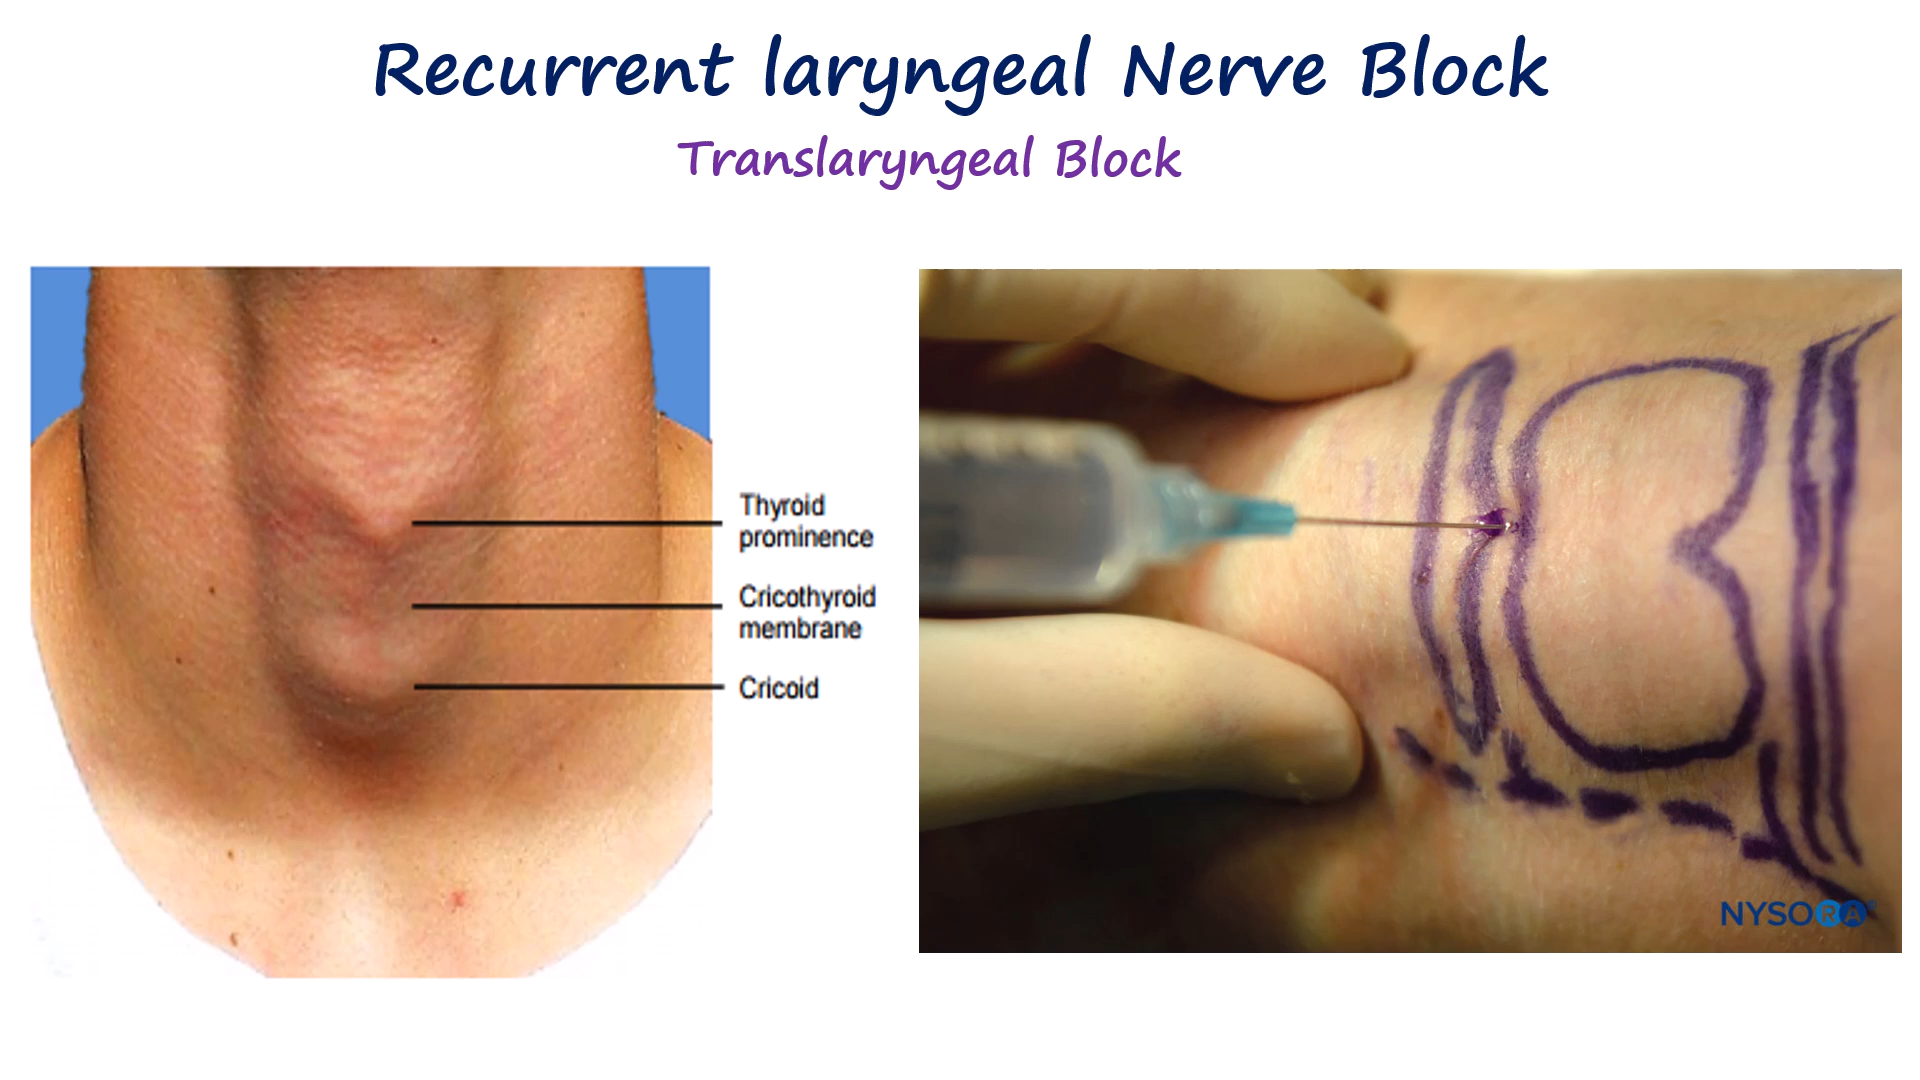 Recurrent laryngeal Nerve Block
Translaryngeal Block
Thyroid
prominence
Cricothyroid
membrane
Cricoid
NYSORA®